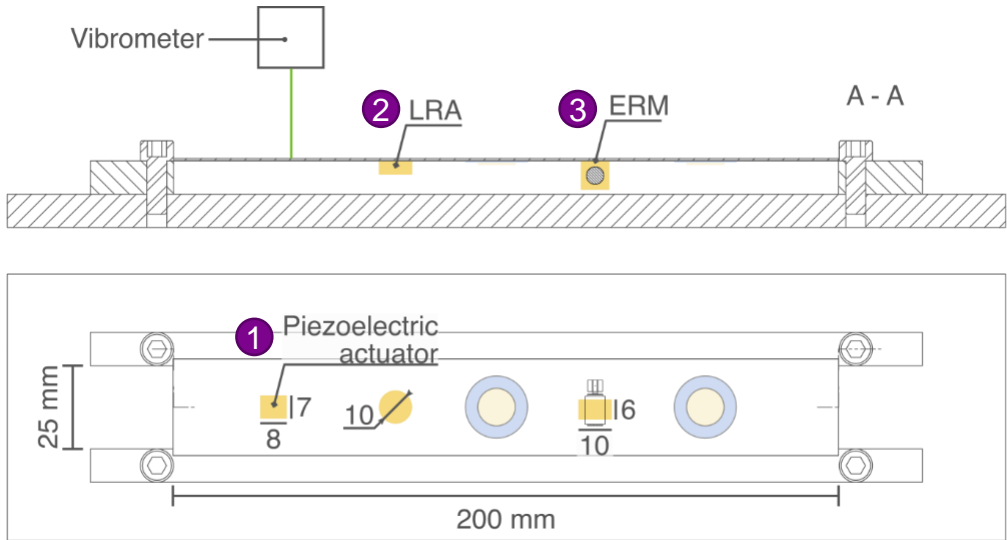 Vibrometer
2 LRA
3 ERM
A - A
1 Piezoelectric
actuator
25 mm
7
8
10
6
10
200 mm